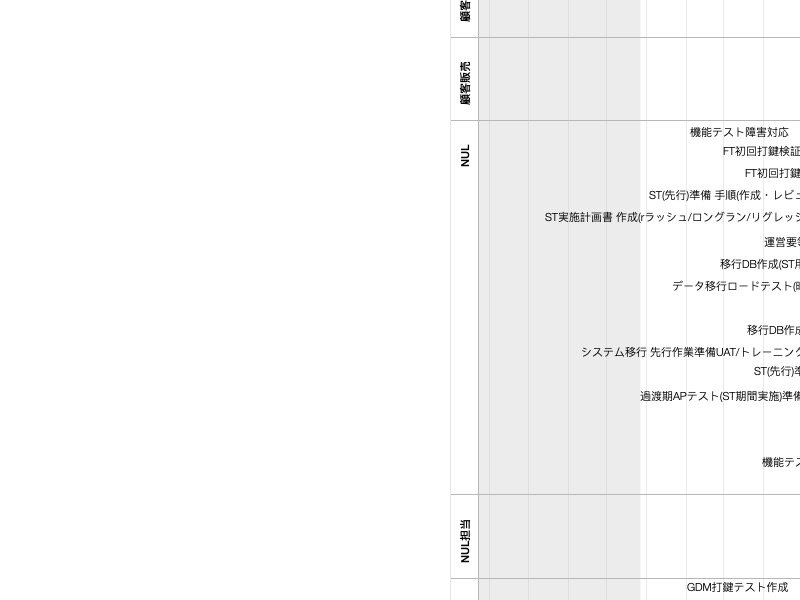 顧客
顧客販売
NUL
機能テスト障害対応
FT初回打鍵検証
FT初回打鍵
ST(先行)準備 手順(作成・レビュ
ST実施計画書 作成(rラッシュ/ロングラン/リグレッシ
運営要
移行DB作成(ST用
データ移行ロードテスト(
移行DB作成
システム移行 先行作業準備UAT/トレーニング
ST(先行)準
過渡期APテスト(ST期間実施)準備
機能テス
NUL担当
GDM打鍵テスト作成